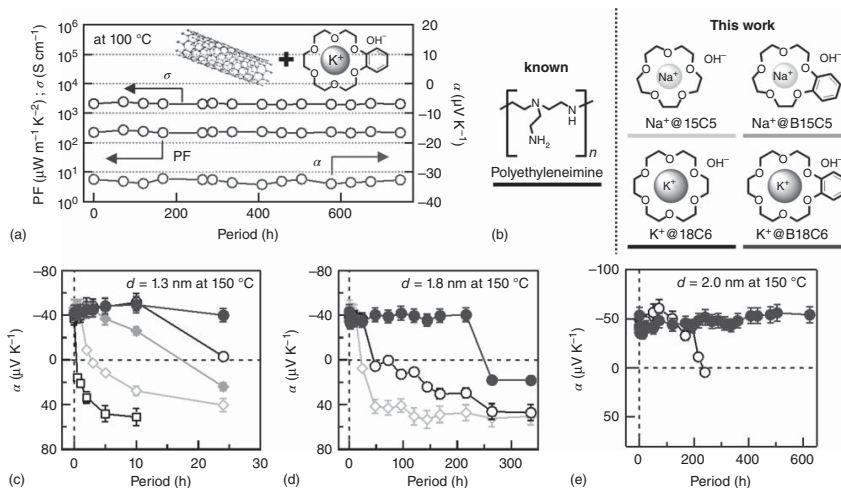 at 100 °C
+
K⁺
OH⁻
σ
PF
α
10⁶
10⁵
10⁴
10³
10²
10¹
10⁰
PF (μW m⁻¹ K⁻²) ; σ (S cm⁻¹)
20
10
0
−10
−20
−30
−40
α (μV K⁻¹)
0 200 400 600
Period (h)
(a)
known
N
N
H
NH₂
n
Polyethyleneimine
(b)
This work
Na⁺ OH⁻
Na⁺@15C5
Na⁺ OH⁻
Na⁺@B15C5
K⁺ OH⁻
K⁺@18C6
K⁺ OH⁻
K⁺@B18C6
d = 1.3 nm at 150 °C
−80
−40
0
40
80
α (μV K⁻¹)
0 10 20 30
Period (h)
(c)
d = 1.8 nm at 150 °C
−80
−40
0
40
80
α (μV K⁻¹)
0 100 200 300
Period (h)
(d)
d = 2.0 nm at 150 °C
−100
−50
0
50
α (μV K⁻¹)
0 200 400 600
Period (h)
(e)